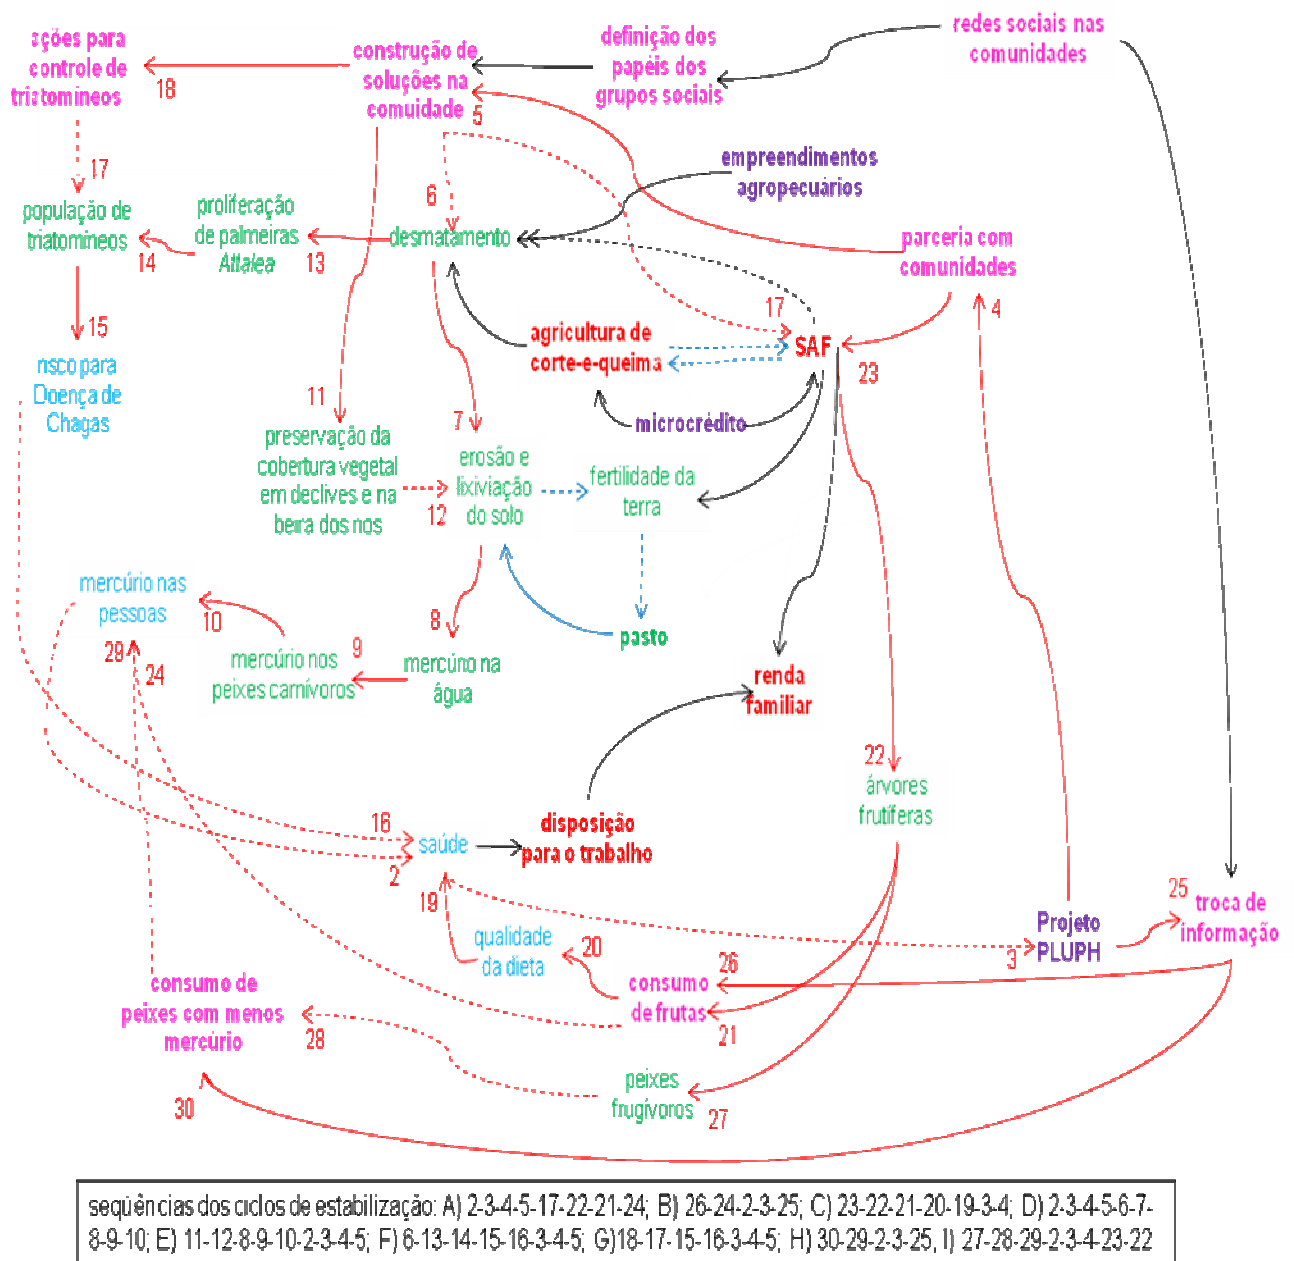 ações para
controle de
triatomíneos
18
construção de
soluções na
comuidade
5
definição dos
papéis dos
grupos sociais
redes sociais nas
comunidades
17
população de
triatomíneos
14
proliferação
de palmeiras
Attalea
13
6
desmatamento
empreendimentos
agropecuários
parceria com
comunidades
4
15
risco para
Doença de
Chagas
agricultura de
corte-e-queima
17
SAF
23
microcrédito
11
preservação da
cobertura vegetal
em declives e na
beira dos rios
12
7
erosão e
lixiviação
do solo
fertilidade da
terra
mercúrio nas
pessoas
10
29
24
mercúrio nos
peixes carnívoros
9
8
mercúrio na
água
pasto
renda
familiar
22
árvores
frutíferas
16
saúde
2
19
disposição
para o trabalho
qualidade
da dieta
20
26
consumo
de frutas
21
3
Projeto
PLUPH
25
troca de
informação
consumo de
peixes com menos
mercúrio
28
30
peixes
frugívoros
27
seqüências dos ciclos de estabilização: A) 2-3-4-5-17-22-21-24; B) 26-24-2-3-25; C) 23-22-21-20-19-3-4; D) 2-3-4-5-6-7-
8-9-10; E) 11-12-8-9-10-2-3-4-5; F) 6-13-14-15-16-3-4-5; G)18-17-15-16-3-4-5; H) 30-29-2-3-25, I) 27-28-29-2-3-4-23-22